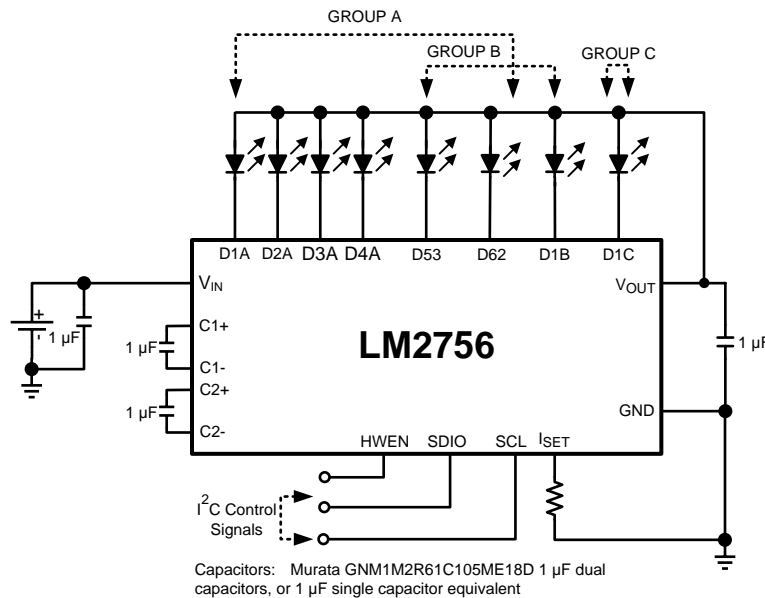 GROUP A
GROUP B
GROUP C
D1A D2A D3A D4A D53 D62 D1B D1C
VIN
VOUT
+
-
1 µF
C1+
1 µF
C1-
LM2756
1 µF
C2+
1 µF
C2-
GND
HWEN SDIO SCL ISET
I2C Control
Signals
Capacitors: Murata GNM1M2R61C105ME18D 1 µF dual
capacitors, or 1 µF single capacitor equivalent